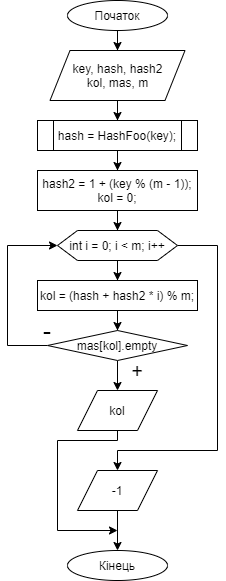 Початок
key, hash, hash2
kol, mas, m
hash = HashFoo(key);
hash2 = 1 + (key % (m - 1));
kol = 0;
int i = 0; i < m; i++
kol = (hash + hash2 * i) % m;
-
mas[kol].empty
+
kol
-1
Кінець